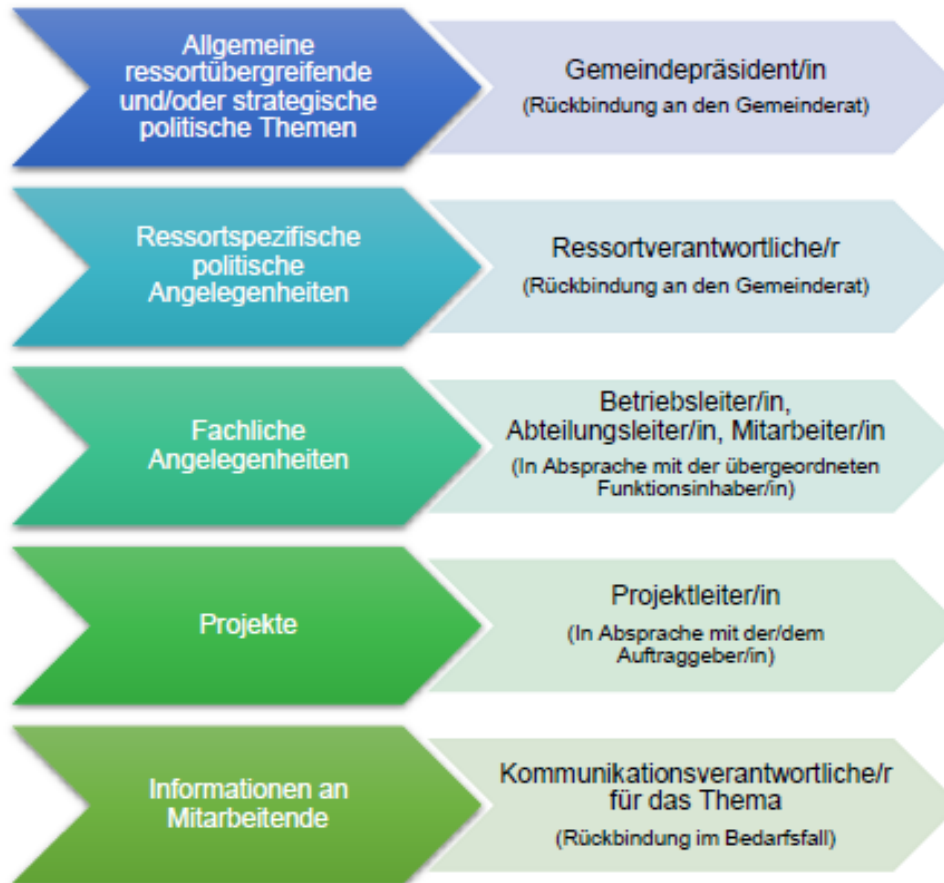 Allgemeine
ressortübergreifende
und/oder strategische
politische Themen
Gemeindepräsident/in
(Rückbindung an den Gemeinderat)
Ressortspezifische
politische
Angelegenheiten
Ressortverantwortliche/r
(Rückbindung an den Gemeinderat)
Fachliche
Angelegenheiten
Betriebsleiter/in,
Abteilungsleiter/in, Mitarbeiter/in
(In Absprache mit der übergeordneten
Funktionsinhaber/in)
Projekte
Projektleiter/in
(In Absprache mit der/dem
Auftraggeber/in)
Informationen an
Mitarbeitende
Kommunikationsverantwortliche/r
für das Thema
(Rückbindung im Bedarfsfall)